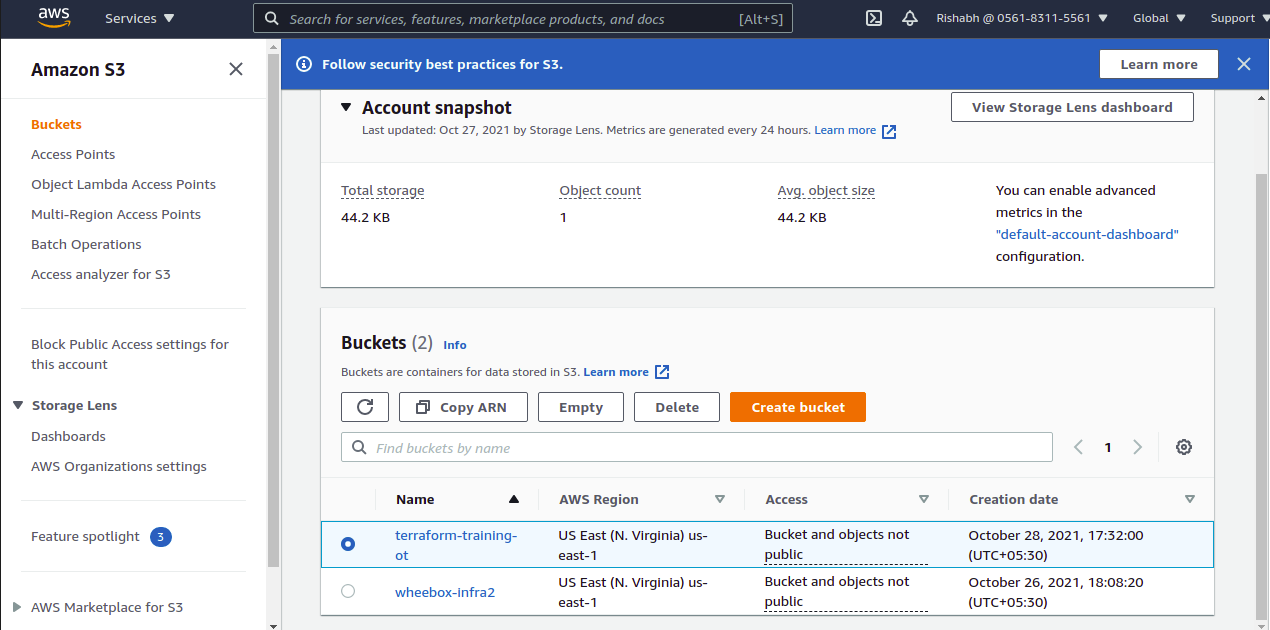 aws
Services
Search for services, features, marketplace products, and docs
[Alt+S]
Rishabh @ 0561-8311-5561
Global
Support
Amazon S3
Buckets
Access Points
Object Lambda Access Points
Multi-Region Access Points
Batch Operations
Access analyzer for S3
Block Public Access settings for
this account
Storage Lens
Dashboards
AWS Organizations settings
Feature spotlight 3
AWS Marketplace for S3
Follow security best practices for S3.
Learn more
Account snapshot
Last updated: Oct 27, 2021 by Storage Lens. Metrics are generated every 24 hours. Learn more
View Storage Lens dashboard
Total storage
44.2 KB
Object count
1
Avg. object size
44.2 KB
You can enable advanced
metrics in the
"default-account-dashboard"
configuration.
Buckets (2) Info
Buckets are containers for data stored in S3. Learn more
Copy ARN
Empty
Delete
Create bucket
Find buckets by name
1
Name
AWS Region
Access
Creation date
terraform-training-
ot
US East (N. Virginia) us-
east-1
Bucket and objects not
public
October 28, 2021, 17:32:00
(UTC+05:30)
wheebox-infra2
US East (N. Virginia) us-
east-1
Bucket and objects not
public
October 26, 2021, 18:08:20
(UTC+05:30)